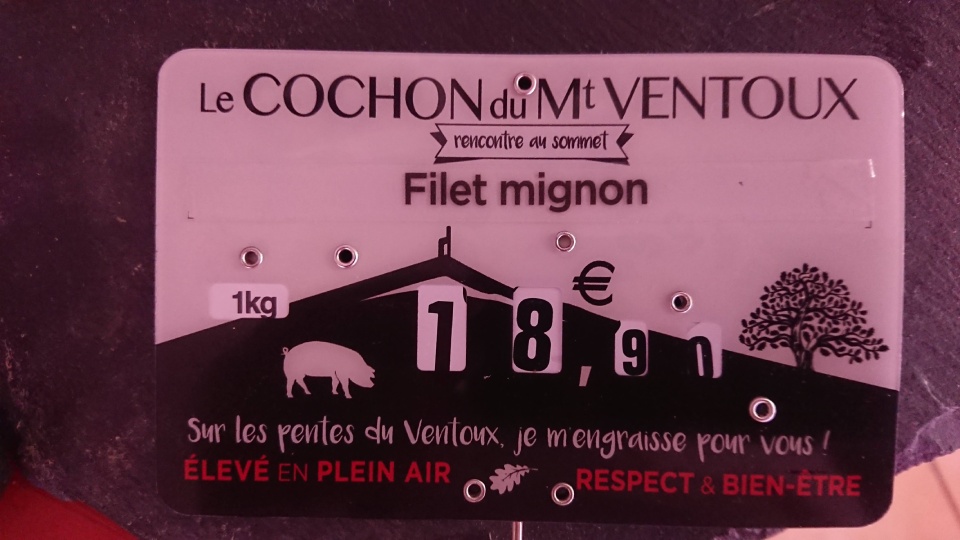 Le COCHON du Mt VENTOUX
rencontre au sommet
Filet mignon
1kg
18,90 €
Sur les pentes du Ventoux, je m'engraisse pour vous !
ÉLEVÉ EN PLEIN AIR
RESPECT & BIEN-ÊTRE